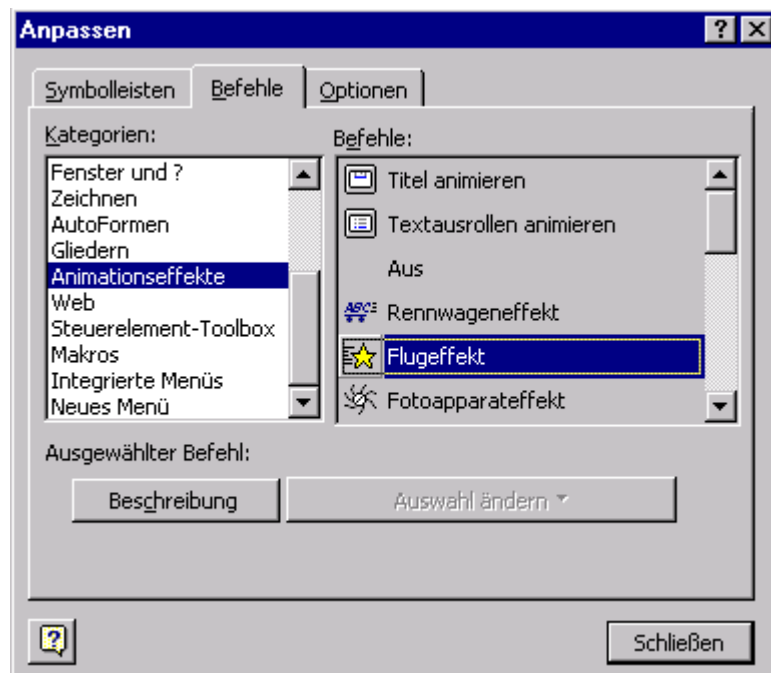 Anpassen
Symbolleisten Befehle Optionen
Kategorien:
Fenster und ?
Zeichnen
AutoFormen
Gliedern
Animationseffekte
Web
Steuerelement-Toolbox
Makros
Integrierte Menüs
Neues Menü
Befehle:
Titel animieren
Textausrollen animieren
Aus
ABC Rennwageneffekt
Flugeffekt
Fotoapparateffekt
Ausgewählter Befehl:
Beschreibung Auswahl ändern
Schließen